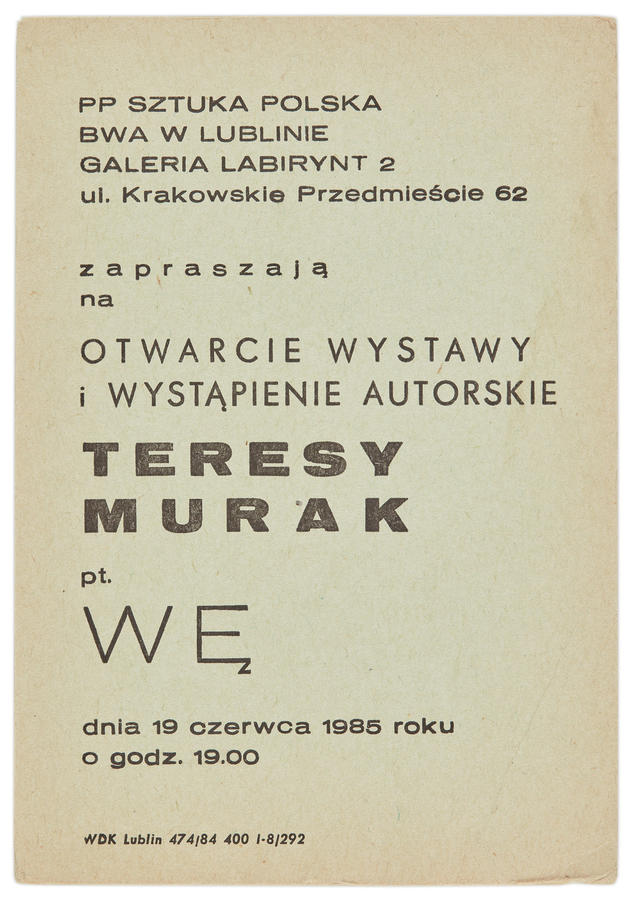 PP SZTUKA POLSKA
BWA W LUBLINIE
GALERIA LABIRYNT 2
ul. Krakowskie Przedmieście 62
zapraszają
na
OTWARCIE WYSTAWY
i WYSTĄPIENIE AUTORSKIE
TERESY
MURAK
pt.
WĘ
dnia 19 czerwca 1985 roku
o godz. 19.00
WDK Lublin 474/84 400 I-8/292